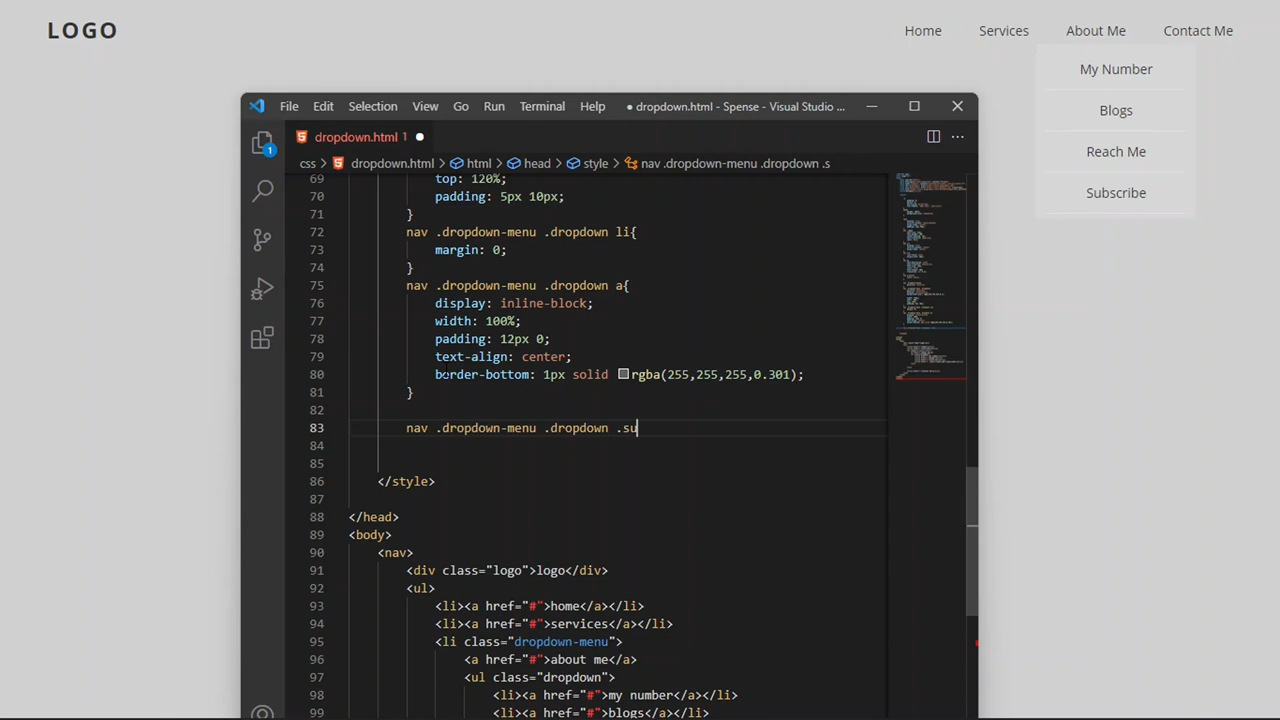 LOGO
Home Services About Me Contact Me
My Number
Blogs
Reach Me
Subscribe
File Edit Selection View Go Run Terminal Help ● dropdown.html - Spense - Visual Studio ...
dropdown.html 1 ●
css > dropdown.html > html > head > style > nav .dropdown-menu .dropdown .s
1
69 top: 120%;
70 padding: 5px 10px;
71 }
72 nav .dropdown-menu .dropdown li{
73 margin: 0;
74 }
75 nav .dropdown-menu .dropdown a{
76 display: inline-block;
77 width: 100%;
78 padding: 12px 0;
79 text-align: center;
80 border-bottom: 1px solid rgba(255,255,255,0.301);
81 }
82
83 nav .dropdown-menu .dropdown .su
84
85
86 </style>
87
88 </head>
89 <body>
90 <nav>
91 <div class="logo">logo</div>
92 <ul>
93 <li><a href="#">home</a></li>
94 <li><a href="#">services</a></li>
95 <li class="dropdown-menu">
96 <a href="#">about me</a>
97 <ul class="dropdown">
98 <li><a href="#">my number</a></li>
99 <li><a href="#">blogs</a></li>